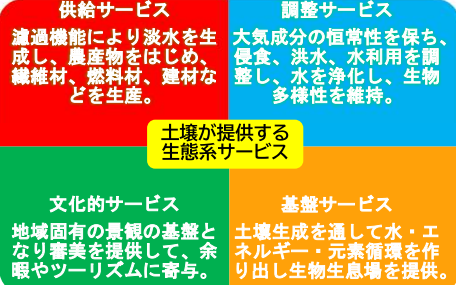 供給サービス
濾過機能により淡水を生
成し、農産物をはじめ、
繊維材、燃料材、建材な
どを生産。
調整サービス
大気成分の恒常性を保ち、
侵食、洪水、水利用を調
整し、水を浄化し、生物
多様性を維持。
土壌が提供する
生態系サービス
文化的サービス
地域固有の景観の基盤と
なり審美を提供して、余
暇やツーリズムに寄与。
基盤サービス
土壌生成を通して水・エ
ネルギー・元素循環を作
り出し生物生息場を提供。